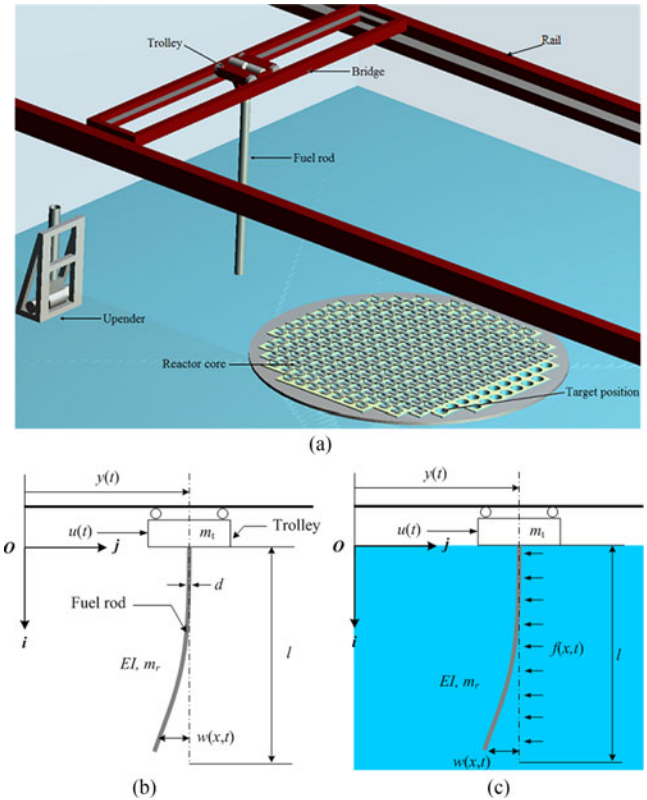 Trolley
Rail
Bridge
Fuel rod
Upender
Reactor core
Target position
(a)
y(t)
u(t)
mt
Trolley
O
j
d
Fuel rod
i
EI, mr
l
w(x,t)
(b)
y(t)
u(t)
mt
O
j
i
f(x,t)
l
EI, mr
w(x,t)
(c)